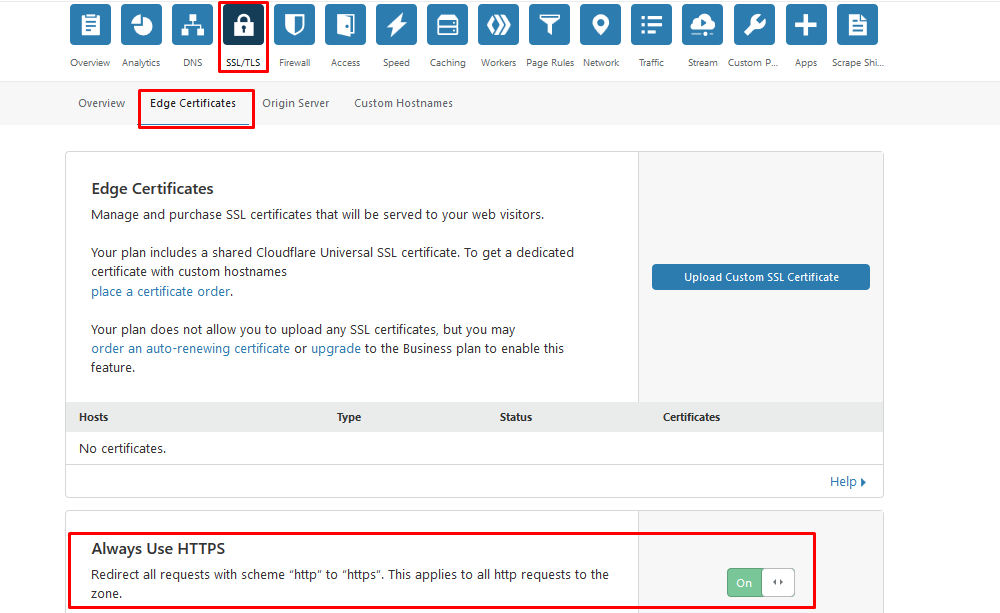 Overview Analytics DNS SSL/TLS Firewall Access Speed Caching Workers Page Rules Network Traffic Stream Custom P... Apps Scrape Shi...
Overview Edge Certificates Origin Server Custom Hostnames
Edge Certificates
Manage and purchase SSL certificates that will be served to your web visitors.
Your plan includes a shared Cloudflare Universal SSL certificate. To get a dedicated
certificate with custom hostnames
place a certificate order.
Upload Custom SSL Certificate
Your plan does not allow you to upload any SSL certificates, but you may
order an auto-renewing certificate or upgrade to the Business plan to enable this
feature.
Hosts Type Status Certificates
No certificates.
Help
Always Use HTTPS
Redirect all requests with scheme “http” to “https”. This applies to all http requests to the
zone.
On